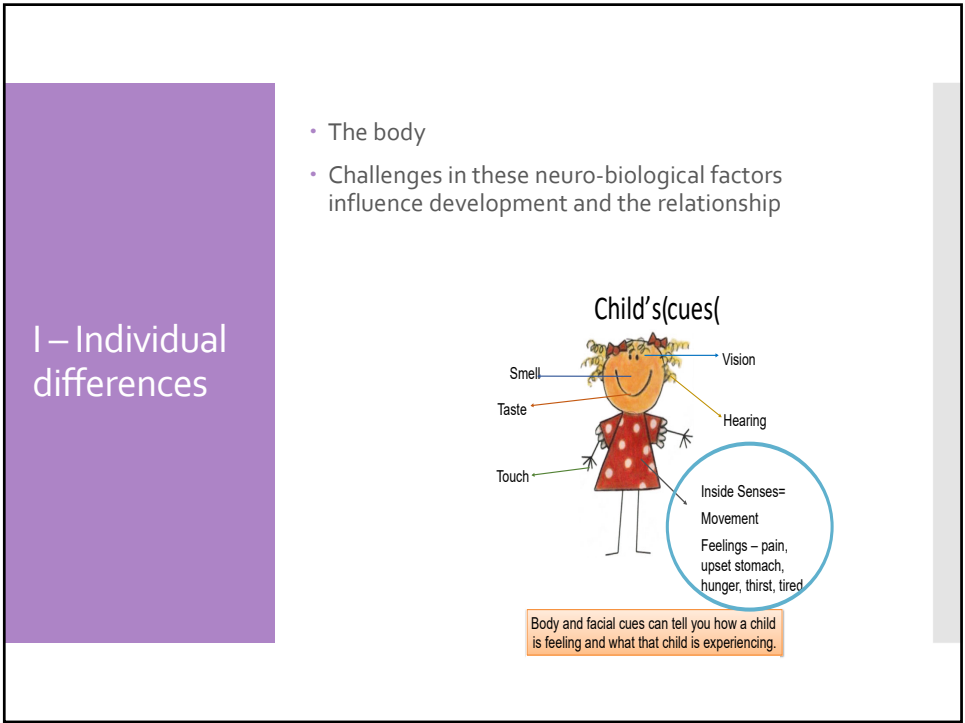 I – Individual
differences
• The body
• Challenges in these neuro-biological factors
influence development and the relationship
Child's(cues(
Smell
Vision
Taste
Hearing
Touch
Inside Senses=
Movement
Feelings – pain,
upset stomach,
hunger, thirst, tired
Body and facial cues can tell you how a child
is feeling and what that child is experiencing.